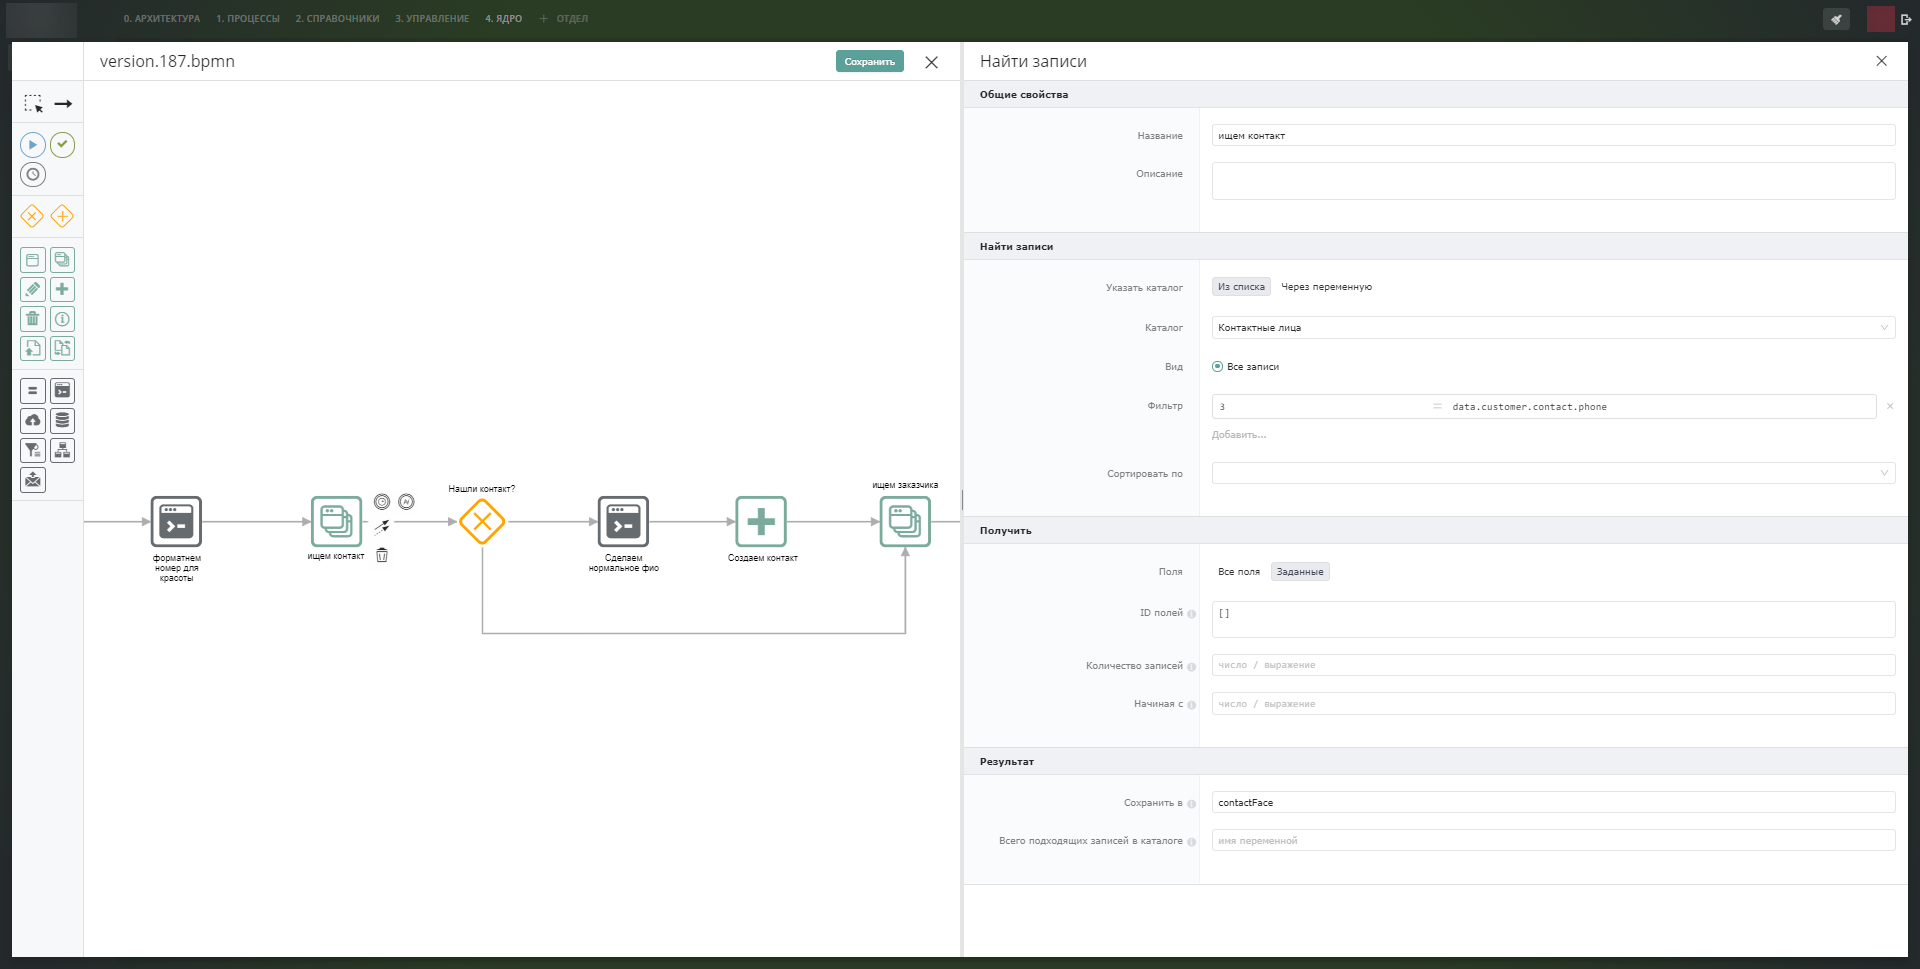 0. АРХИТЕКТУРА 1. ПРОЦЕССЫ 2. СПРАВОЧНИКИ 3. УПРАВЛЕНИЕ 4. ЯДРО + ОТДЕЛ
version.187.bpmn
Сохранить
форматнем
номер для
красоты
ищем контакт
Нашли контакт?
Сделаем
нормальное фио
Создаем контакт
ищем заказчика
Найти записи
Общие свойства
Название
ищем контакт
Описание
Найти записи
Указать каталог
Из списка Через переменную
Каталог
Контактные лица
Вид
Все записи
Фильтр
3 = data.customer.contact.phone
Добавить...
Сортировать по
Получить
Поля
Все поля Заданные
ID полей
[]
Количество записей
число / выражение
Начиная с
число / выражение
Результат
Сохранить в
contactFace
Всего подходящих записей в каталоге
имя переменной